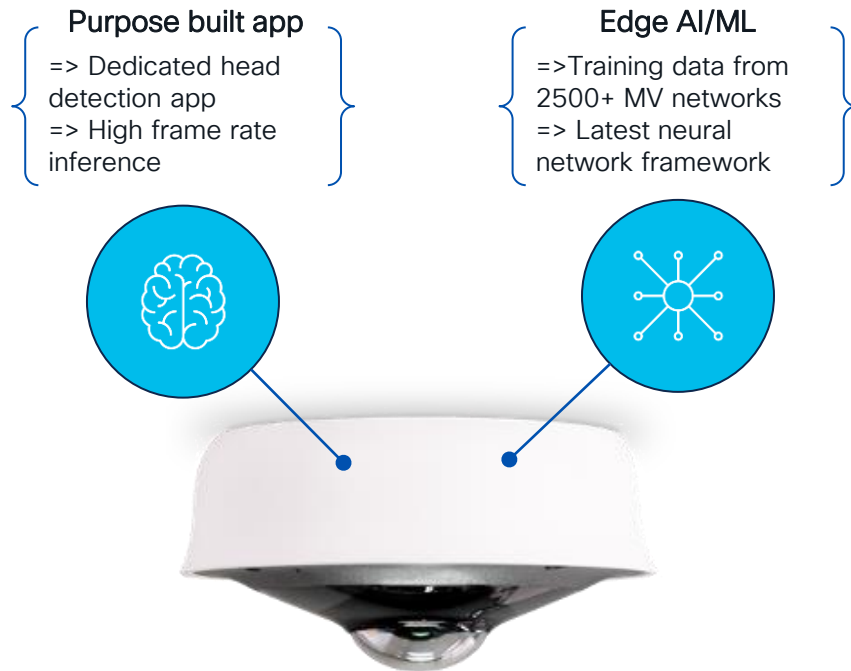 Purpose built app
=> Dedicated head
detection app
=> High frame rate
inference
Edge AI/ML
=>Training data from
2500+ MV networks
=> Latest neural
network framework